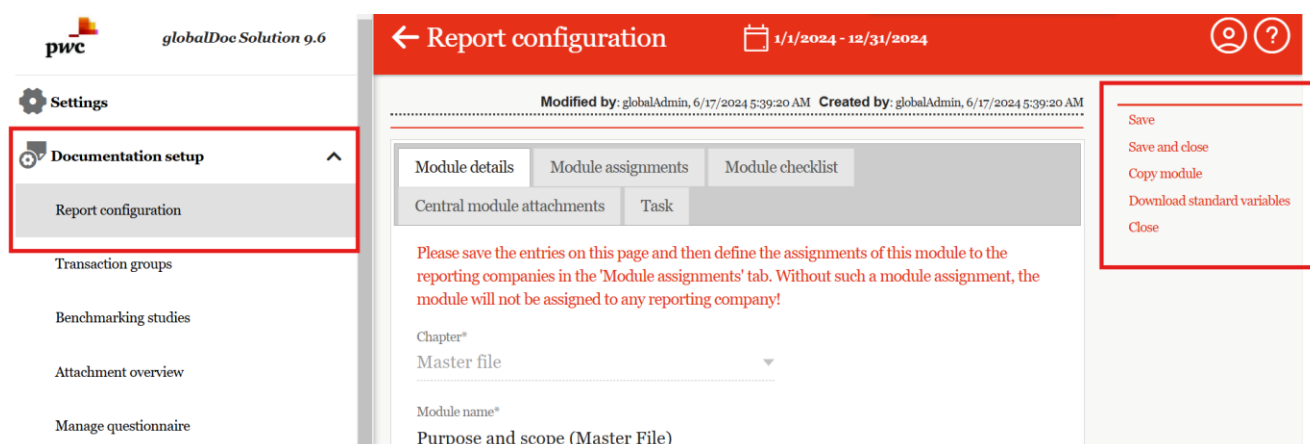 pwc
globalDoc Solution 9.6
Report configuration
1/1/2024 - 12/31/2024
?
Settings
Documentation setup
Report configuration
Transaction groups
Benchmarking studies
Attachment overview
Manage questionnaire
Modified by: globalAdmin, 6/17/2024 5:39:20 AM Created by: globalAdmin, 6/17/2024 5:39:20 AM
Module details Module assignments Module checklist
Central module attachments Task
Please save the entries on this page and then define the assignments of this module to the
reporting companies in the 'Module assignments' tab. Without such a module assignment, the
module will not be assigned to any reporting company!
Chapter*
Master file
Module name*
Purpose and scope (Master File)
Save
Save and close
Copy module
Download standard variables
Close